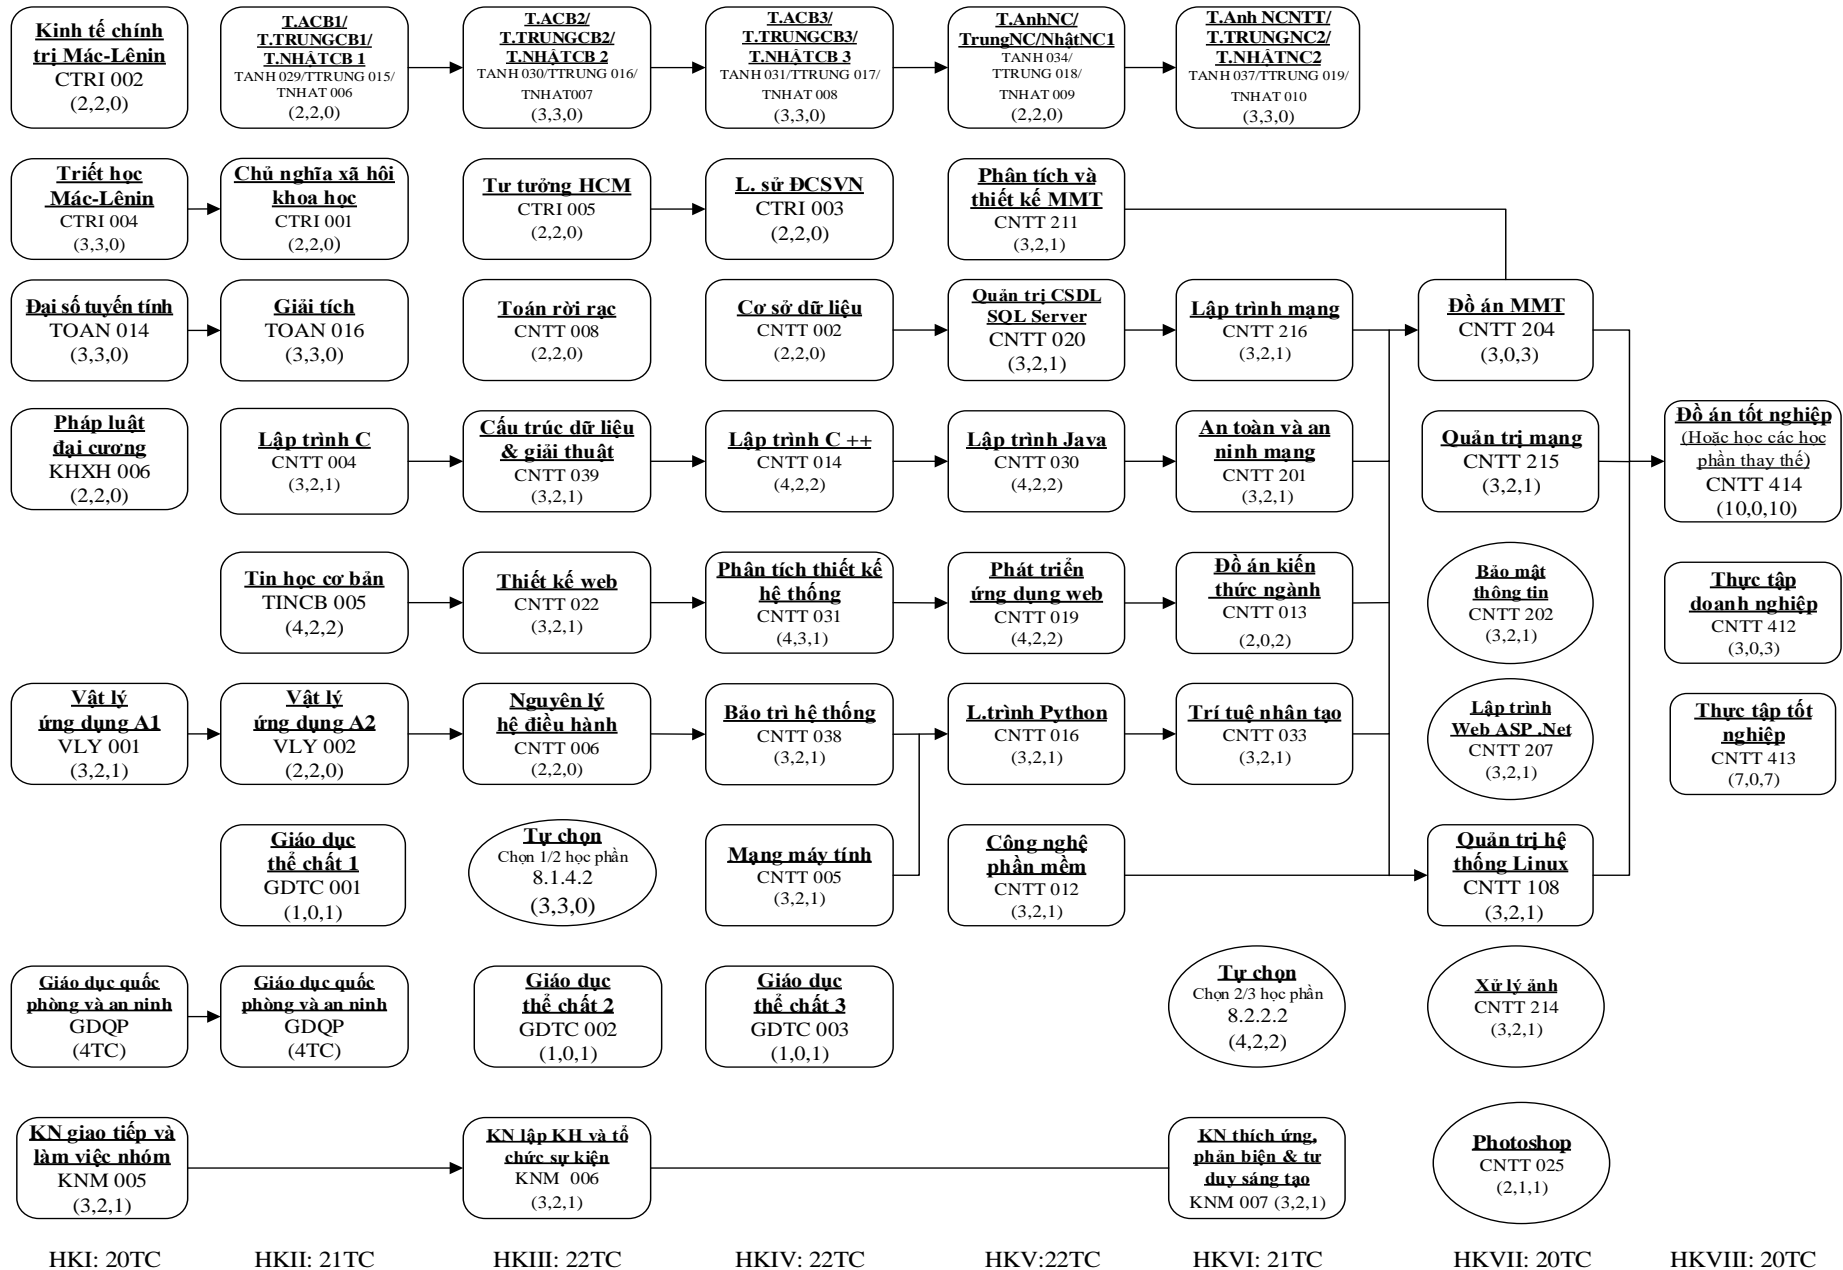 Kinh tế chính
trị Mác-Lênin
CTRI 002
(2,2,0)
T.ACB1/
T.TRUNGCB1/
T.NHẬTCB 1
TANH 029/TTRUNG 015/
TNHAT 006
(2,2,0)
T.ACB2/
T.TRUNGCB2/
T.NHẬTCB 2
TANH 030/TTRUNG 016/
TNHAT007
(3,3,0)
T.ACB3/
T.TRUNGCB3/
T.NHẬTCB 3
TANH 031/TTRUNG 017/
TNHAT 008
(3,3,0)
T.AnhNC/
TrungNC/NhậtNC1
TANH 034/
TTRUNG 018/
TNHAT 009
(2,2,0)
T.Anh NCNTT/
T.TRUNGNC2/
T.NHẬTNC2
TANH 037/TTRUNG 019/
TNHAT 010
(3,3,0)
Triết học
Mác-Lênin
CTRI 004
(3,3,0)
Chủ nghĩa xã hôi
khoa học
CTRI 001
(2,2,0)
Tư tưởng HCM
CTRI 005
(2,2,0)
L. sử ĐCSVN
CTRI 003
(2,2,0)
Phân tích và
thiết kế MMT
CNTT 211
(3,2,1)
Đại số tuyến tính
TOAN 014
(3,3,0)
Giải tích
TOAN 016
(3,3,0)
Toán rời rạc
CNTT 008
(2,2,0)
Cơ sở dữ liệu
CNTT 002
(2,2,0)
Quản trị CSDL
SQL Server
CNTT 020
(3,2,1)
Lập trình mạng
CNTT 216
(3,2,1)
Đồ án MMT
CNTT 204
(3,0,3)
Pháp luật
đại cương
KHXH 006
(2,2,0)
Lập trình C
CNTT 004
(3,2,1)
Cấu trúc dữ liệu
& giải thuật
CNTT 039
(3,2,1)
Lập trình C ++
CNTT 014
(4,2,2)
Lập trình Java
CNTT 030
(4,2,2)
An toàn và an
ninh mạng
CNTT 201
(3,2,1)
Quản trị mạng
CNTT 215
(3,2,1)
Đồ án tốt nghiệp
(Hoặc học các học
phần thay thế)
CNTT 414
(10,0,10)
Tin học cơ bản
TINCB 005
(4,2,2)
Thiết kế web
CNTT 022
(3,2,1)
Phân tích thiết kế
hệ thống
CNTT 031
(4,3,1)
Phát triển
ứng dụng web
CNTT 019
(4,2,2)
Đồ án kiến
thức ngành
CNTT 013
(2,0,2)
Bảo mật
thông tin
CNTT 202
(3,2,1)
Thực tập
doanh nghiệp
CNTT 412
(3,0,3)
Vật lý
ứng dụng A1
VLY 001
(3,2,1)
Vật lý
ứng dụng A2
VLY 002
(2,2,0)
Nguyên lý
hệ điều hành
CNTT 006
(2,2,0)
Bảo trì hệ thống
CNTT 038
(3,2,1)
L.trình Python
CNTT 016
(3,2,1)
Trí tuệ nhân tạo
CNTT 033
(3,2,1)
Lập trình
Web ASP .Net
CNTT 207
(3,2,1)
Thực tập tốt
nghiệp
CNTT 413
(7,0,7)
Giáo dục
thể chất 1
GDTC 001
(1,0,1)
Tự chọn
Chọn 1/2 học phần
8.1.4.2
(3,3,0)
Mạng máy tính
CNTT 005
(3,2,1)
Công nghệ
phần mềm
CNTT 012
(3,2,1)
Quản trị hệ
thống Linux
CNTT 108
(3,2,1)
Giáo dục quốc
phòng và an ninh
GDQP
(4TC)
Giáo dục quốc
phòng và an ninh
GDQP
(4TC)
Giáo dục
thể chất 2
GDTC 002
(1,0,1)
Giáo dục
thể chất 3
GDTC 003
(1,0,1)
Tự chọn
Chọn 2/3 học phần
8.2.2.2
(4,2,2)
Xử lý ảnh
CNTT 214
(3,2,1)
KN giao tiếp và
làm việc nhóm
KNM 005
(3,2,1)
KN lập KH và tổ
chức sự kiện
KNM 006
(3,2,1)
KN thích ứng,
phản biện & tư
duy sáng tạo
KNM 007 (3,2,1)
Photoshop
CNTT 025
(2,1,1)
HKI: 20TC
HKII: 21TC
HKIII: 22TC
HKIV: 22TC
HKV:22TC
HKVI: 21TC
HKVII: 20TC
HKVIII: 20TC